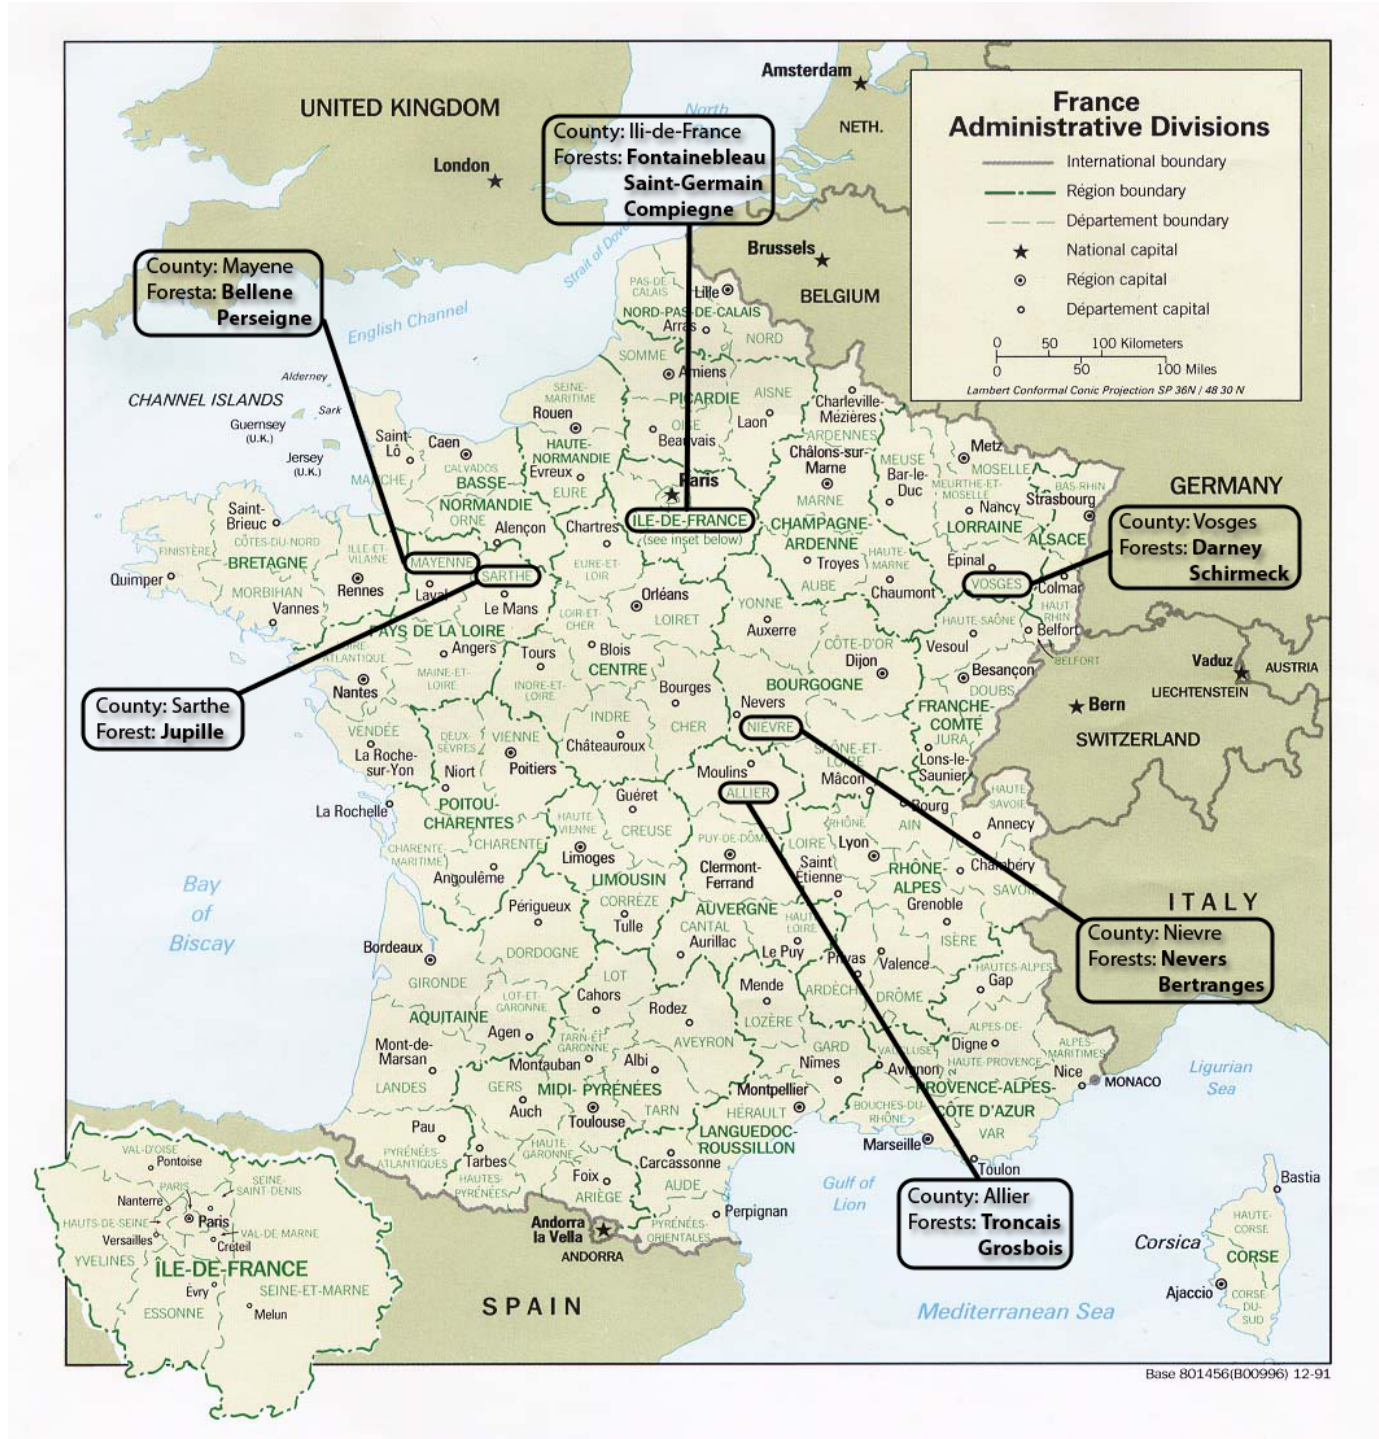 Amsterdam
UNITED KINGDOM
North
NETH.
London
County: Ili-de-France
Forests: Fontainebleau
Saint-Germain
Compiegne
France
Administrative Divisions
International boundary
Région boundary
Département boundary
National capital
Région capital
Département capital
0 50 100 Kilometers
0 50 100 Miles
Lambert Conformal Conic Projection SP 36N / 48 30 N
Strait of Dover
Brussels
BELGIUM
County: Mayene
Foresta: Bellene
Perseigne
English Channel
PAS-DE-
CALAIS
Lille
NORD-PAS-DE-CALAIS
Arras
NORD
SOMME
Amiens
PICARDIE
AISNE
Alderney
CHANNEL ISLANDS
Sark
Guernsey
(U.K.)
Jersey
(U.K.)
SEINE-
MARITIME
Rouen
OISE
Beauvais
Laon
Charleville-
Mézières
ARDENNES
Saint-
Lô
Caen
CALVADOS
HAUTE-
NORMANDIE
Evreux
EURE
MANCHE
BASSE-
NORMANDIE
ORNE
Alençon
Paris
ILE-DE-FRANCE
(see inset below)
Châlons-sur-
Marne
MARNE
CHAMPAGNE-
ARDENNE
Troyes
AUBE
HAUTE-
MARNE
Chaumont
MEUSE
Bar-le-
Duc
Metz
MOSELLE
MEURTHE-ET-
MOSELLE
Nancy
LORRAINE
BAS-RHIN
Strasbourg
ALSACE
GERMANY
Epinal
VOSGES
Colmar
HAUT-
RHIN
County: Vosges
Forests: Darney
Schirmeck
Saint-
Brieuc
CÔTES-DU-NORD
FINISTÈRE
BRETAGNE
Quimper
MORBIHAN
Vannes
ILLE-ET-
VILAINE
Rennes
MAYENNE
SARTHE
Laval
Le Mans
Chartres
EURE-ET-
LOIR
Orléans
LOIRET
LOIR-ET-
CHER
YONNE
Auxerre
PAYS DE LA LOIRE
LOIRE-
ATLANTIQUE
Angers
Tours
Blois
CENTRE
MAINE-ET-
LOIRE
INDRE-ET-
LOIRE
Nantes
Bourges
CHER
CÔTE-D'OR
Dijon
BOURGOGNE
HAUTE-SAÔNE
Vesoul
Belfort
BELFORT
Besançon
DOUBS
FRANCHE-
COMTÉ
JURA
Lons-le-
Saunier
Vaduz
AUSTRIA
LIECHTENSTEIN
Bern
SWITZERLAND
County: Sarthe
Forest: Jupille
VENDÉE
La Roche-
sur-Yon
DEUX-
SÈVRES
VIENNE
Niort
Poitiers
INDRE
Châteauroux
Nevers
NIÈVRE
SAÔNE-ET-
LOIRE
Mâcon
Moulins
ALLIER
La Rochelle
POITOU-
CHARENTES
CHARENTE-
MARITIME
CHARENTE
Angoulême
Guéret
HAUTE
VIENNE
CREUSE
Limoges
LIMOUSIN
CORRÈZE
Tulle
PUY-DE-DÔME
Clermont-
Ferrand
AUVERGNE
CANTAL
Aurillac
HAUTE
LOIRE
Le Puy
LOIRE
RHÔNE
Lyon
Saint
Étienne
Bourg
AIN
HAUTE
SAVOIE
Annecy
RHÔNE-
ALPES
Chambéry
SAVOIE
Grenoble
ISÈRE
ITALY
County: Nievre
Forests: Nevers
Bertranges
Bay
of
Biscay
Périgueux
DORDOGNE
Bordeaux
GIRONDE
AQUITAINE
LOT-ET-
GARONNE
Agen
LOT
Cahors
Rodez
AVEYRON
Mende
LOZÈRE
Privas
ARDÈCHE
Valence
DRÔME
HAUTES-ALPES
Gap
Mont-de-
Marsan
LANDES
TARN-ET-
GARONNE
Montauban
Albi
GERS
Auch
MIDI-PYRÉNÉES
Toulouse
TARN
GARD
Nîmes
Montpellier
HÉRAULT
LANGUEDOC-
ROUSSILLON
VAUCLUSE
Avignon
ALPES-DE-
HAUTE-PROVENCE
Digne
ALPES-
MARITIMES
Nice
MONACO
PROVENCE-ALPES-
CÔTE D'AZUR
BOUCHES-DU-
RHÔNE
Marseille
VAR
Toulon
Ligurian
Sea
Pau
PYRÉNÉES-
ATLANTIQUES
Tarbes
HAUTES-
PYRÉNÉES
HAUTE-
GARONNE
Foix
ARIÈGE
Carcassonne
AUDE
Perpignan
PYRÉNÉES-
ORIENTALES
Gulf of
Lion
County: Allier
Forests: Troncais
Grosbois
Bastia
HAUTE-
CORSE
Corsica
CORSE
Ajaccio
CORSE
DU-
SUD
Andorra
la Vella
ANDORRA
SPAIN
Mediterranean Sea
VAL-D'OISE
Pontoise
PARIS
SEINE-
SAINT-DENIS
Nanterre
HAUTS-DE-SEINE
Paris
Versailles
VAL-DE MARNE
Créteil
YVELINES
ÎLE-DE-FRANCE
Évry
SEINE-ET-MARNE
ESSONNE
Melun
Base 801456(B00996) 12-91